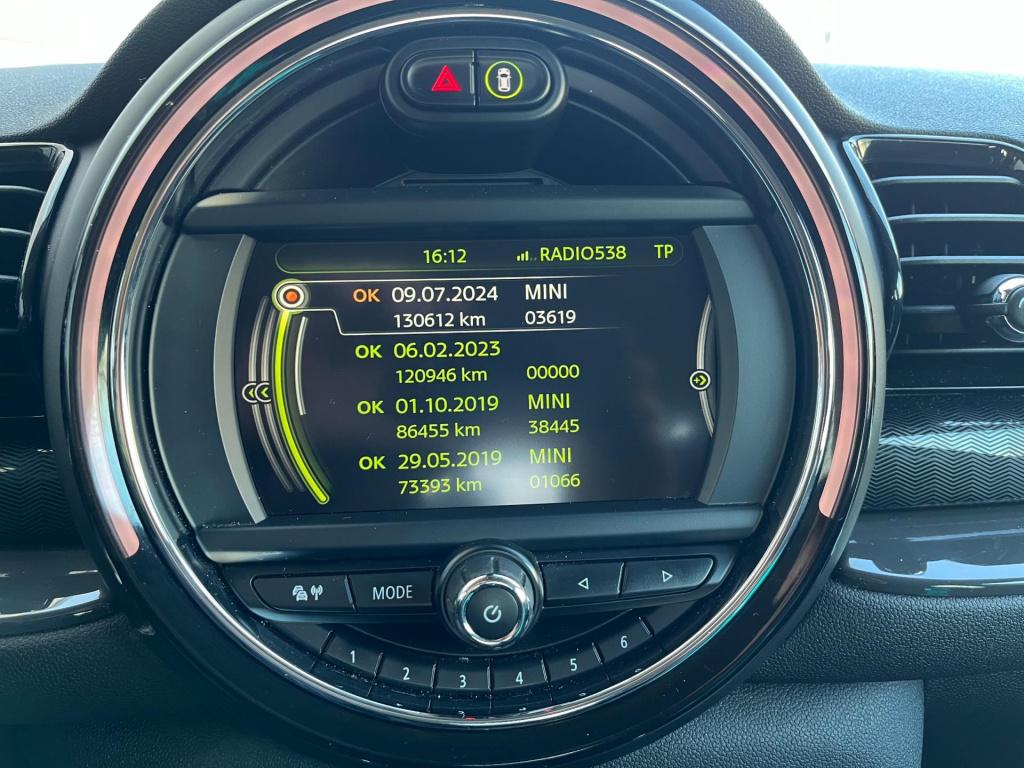 16:12 RADIO538 TP
OK 09.07.2024 MINI
130612 km 03619
OK 06.02.2023
120946 km 00000
OK 01.10.2019 MINI
86455 km 38445
OK 29.05.2019 MINI
73393 km 01066
MODE
1 2 3 4 5 6